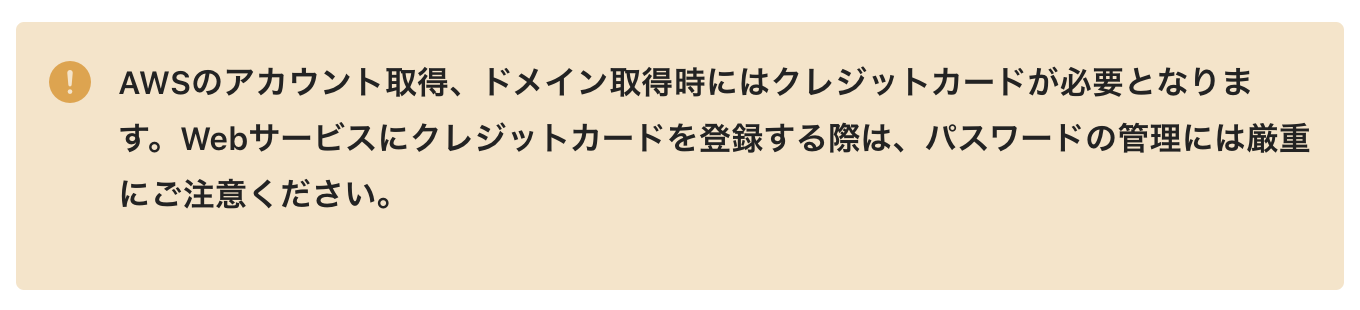 AWSのアカウント取得、ドメイン取得時にはクレジットカードが必要となりま
す。Webサービスにクレジットカードを登録する際は、パスワードの管理には厳重
にご注意ください。